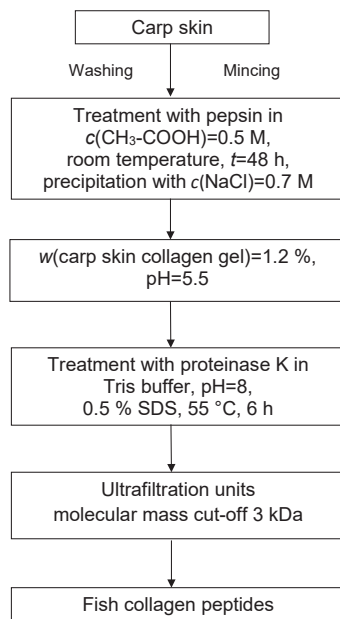 Carp skin
Washing Mincing
Treatment with pepsin in
c(CH3-COOH)=0.5 M,
room temperature, t=48 h,
precipitation with c(NaCl)=0.7 M
w(carp skin collagen gel)=1.2 %,
pH=5.5
Treatment with proteinase K in
Tris buffer, pH=8,
0.5 % SDS, 55 °C, 6 h
Ultrafiltration units
molecular mass cut-off 3 kDa
Fish collagen peptides